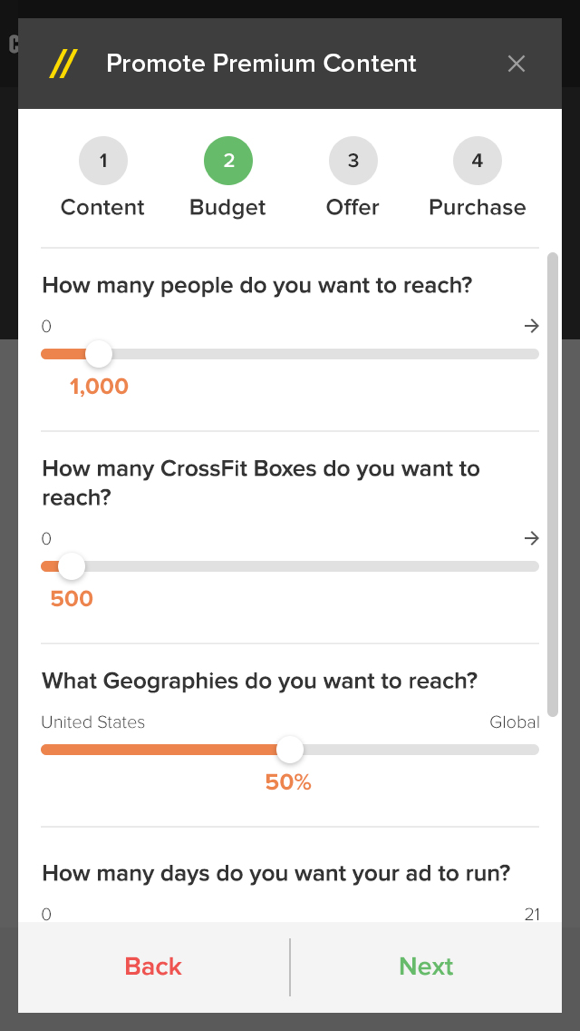 Promote Premium Content
1 2 3 4
Content Budget Offer Purchase
How many people do you want to reach?
0
1,000
How many CrossFit Boxes do you want to
reach?
0
500
What Geographies do you want to reach?
United States Global
50%
How many days do you want your ad to run?
0 21
Back Next